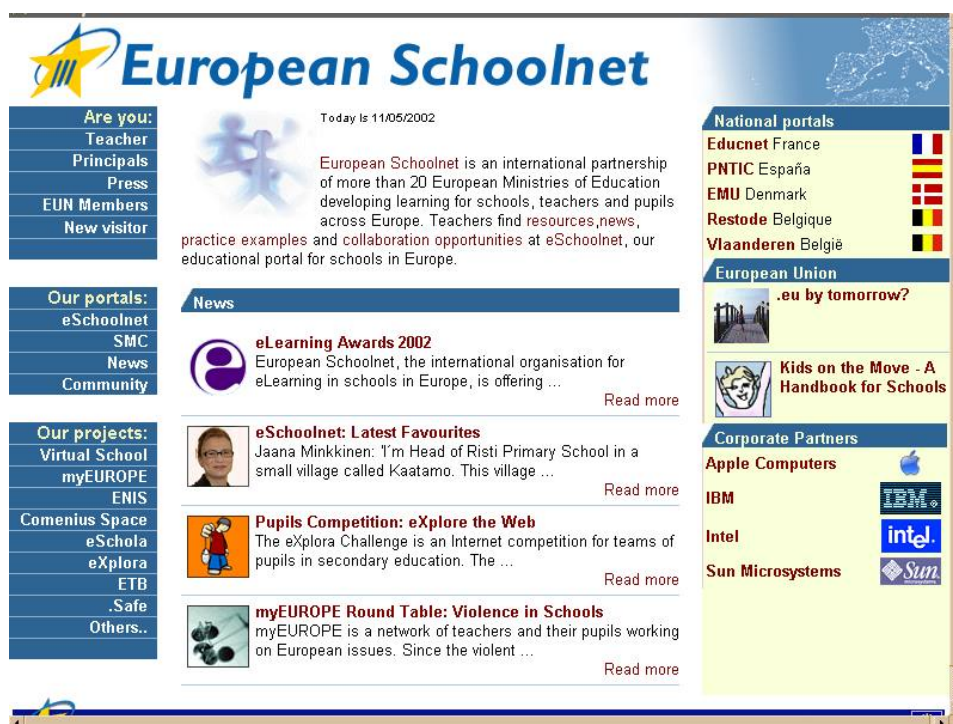 European Schoolnet
Are you:
Teacher
Principals
Press
EUN Members
New visitor
Our portals:
eSchoolnet
SMC
News
Community
Our projects:
Virtual School
myEUROPE
ENIS
Comenius Space
eSchola
eXplora
ETB
.Safe
Others..
Today Is 11/05/2002
European Schoolnet is an international partnership
of more than 20 European Ministries of Education
developing learning for schools, teachers and pupils
across Europe. Teachers find resources,news,
practice examples and collaboration opportunities at eSchoolnet, our
educational portal for schools in Europe.
News
eLearning Awards 2002
European Schoolnet, the international organisation for
eLearning in schools in Europe, is offering ...
Read more
eSchoolnet: Latest Favourites
Jaana Minkkinen: 'I´m Head of Risti Primary School in a
small village called Kaatamo. This village ...
Read more
Pupils Competition: eXplore the Web
The eXplora Challenge is an Internet competition for teams of
pupils in secondary education. The ...
Read more
myEUROPE Round Table: Violence in Schools
myEUROPE is a network of teachers and their pupils working
on European issues. Since the violent ...
Read more
National portals
Educnet France
PNTIC España
EMU Denmark
Restode Belgique
Vlaanderen België
European Union
.eu by tomorrow?
Kids on the Move - A
Handbook for Schools
Corporate Partners
Apple Computers
IBM
IBM
Intel
intel.
Sun Microsystems
Sun
microsystems